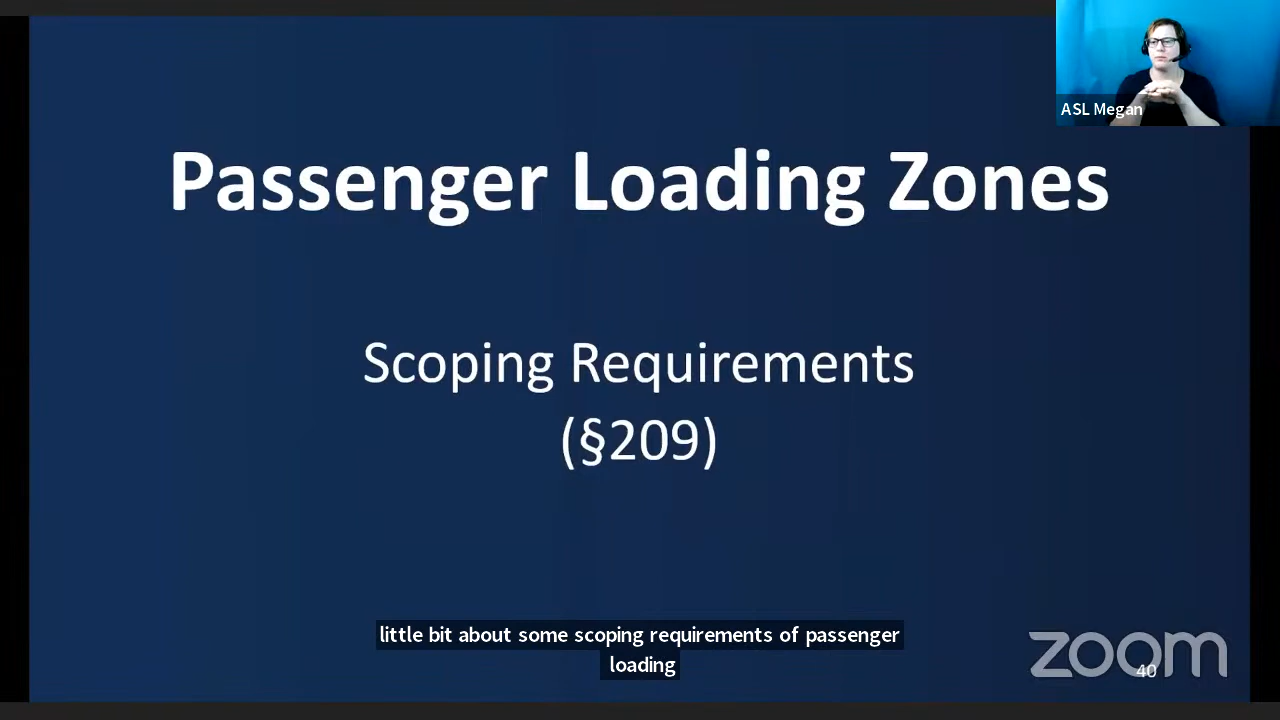 ASL Megan
Passenger Loading Zones
Scoping Requirements
(§209)
little bit about some scoping requirements of passenger
loading
zoom
40